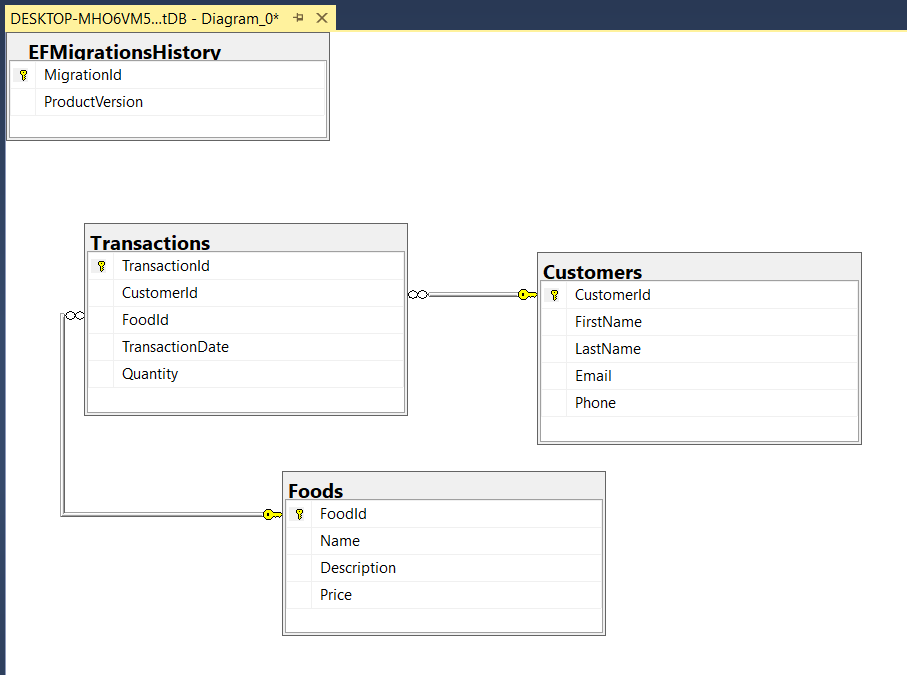 DESKTOP-MHO6VM5...tDB - Diagram_0*
EFMigrationsHistory
MigrationId
ProductVersion
Transactions
TransactionId
CustomerId
FoodId
TransactionDate
Quantity
Customers
CustomerId
FirstName
LastName
Email
Phone
Foods
FoodId
Name
Description
Price